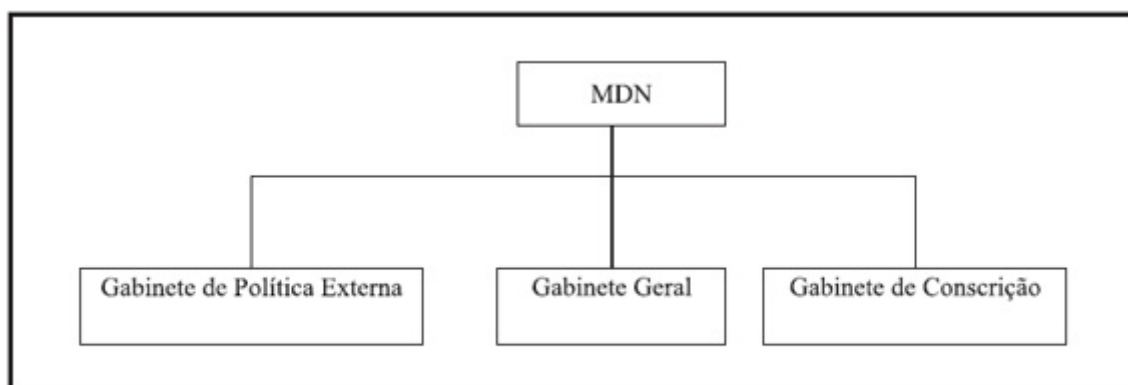 MDN
Gabinete de Política Externa
Gabinete Geral
Gabinete de Conscrição